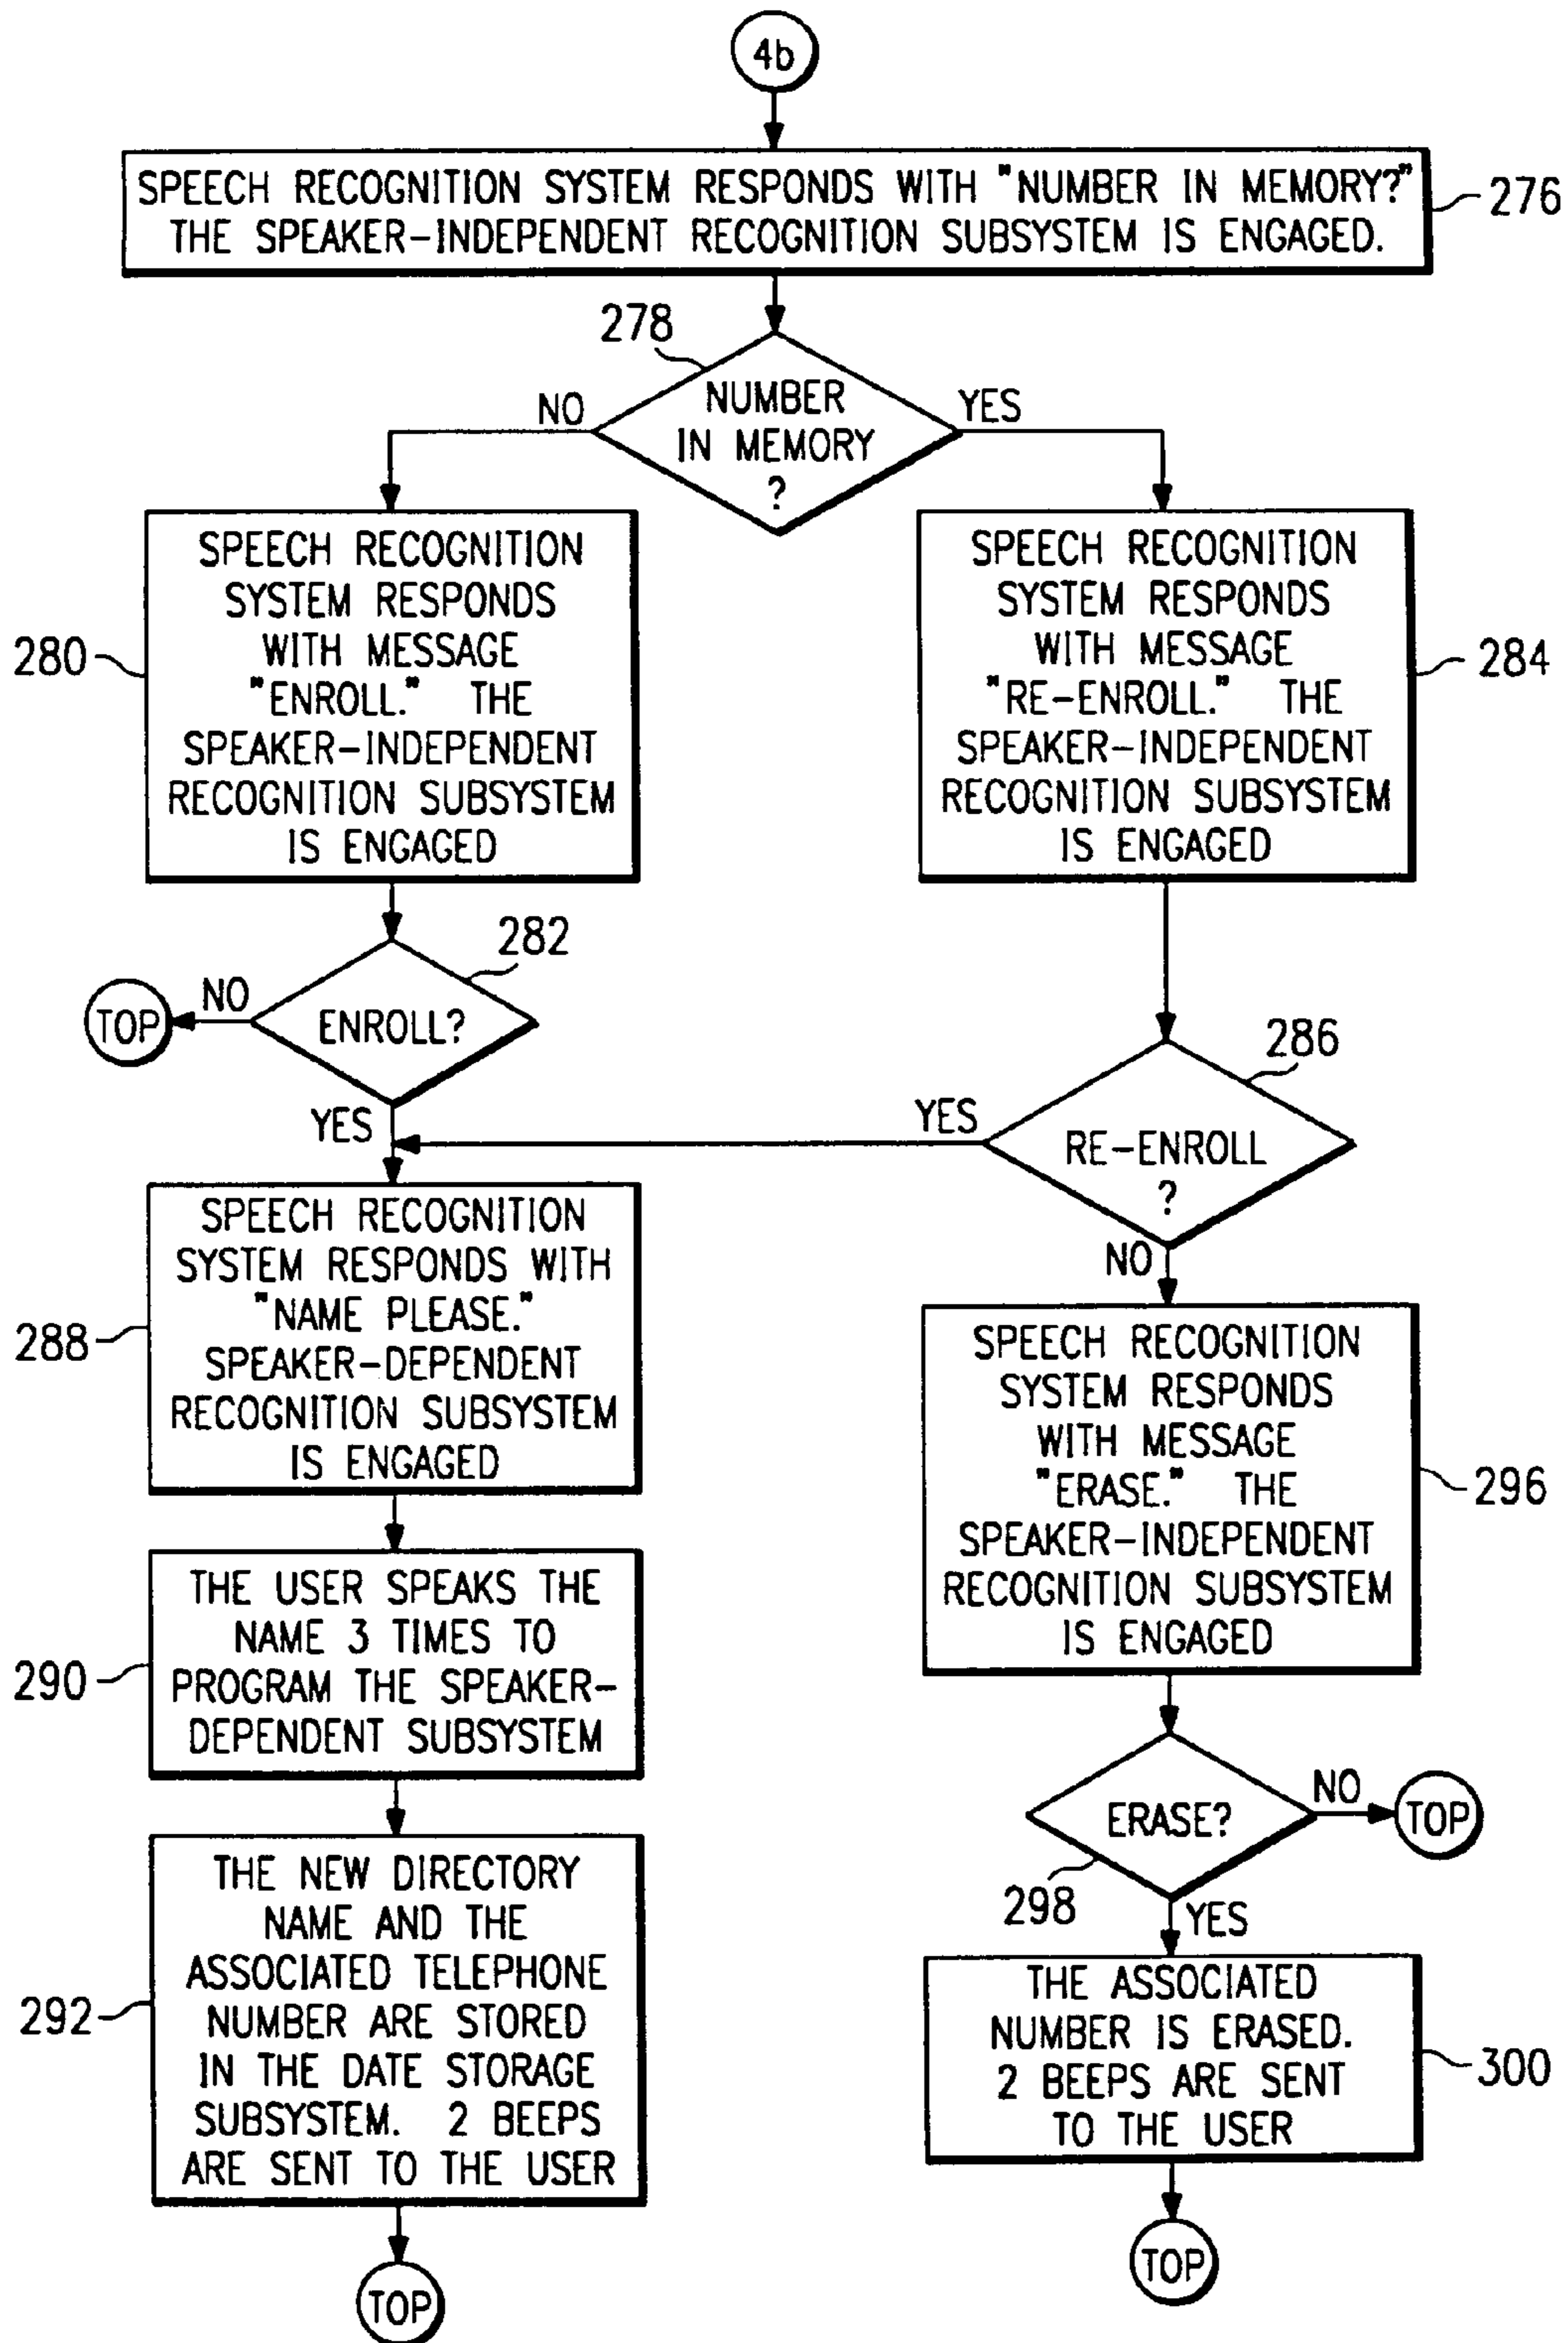 4b
SPEECH RECOGNITION SYSTEM RESPONDS WITH "NUMBER IN MEMORY?"
THE SPEAKER-INDEPENDENT RECOGNITION SUBSYSTEM IS ENGAGED.
276
278
NUMBER
IN MEMORY
?
NO
YES
SPEECH RECOGNITION
SYSTEM RESPONDS
WITH MESSAGE
"ENROLL." THE
SPEAKER-INDEPENDENT
RECOGNITION SUBSYSTEM
IS ENGAGED
280
SPEECH RECOGNITION
SYSTEM RESPONDS
WITH MESSAGE
"RE-ENROLL." THE
SPEAKER-INDEPENDENT
RECOGNITION SUBSYSTEM
IS ENGAGED
284
282
ENROLL?
NO
TOP
YES
286
RE-ENROLL
?
YES
NO
SPEECH RECOGNITION
SYSTEM RESPONDS WITH
"NAME PLEASE."
SPEAKER-DEPENDENT
RECOGNITION SUBSYSTEM
IS ENGAGED
288
SPEECH RECOGNITION
SYSTEM RESPONDS
WITH MESSAGE
"ERASE." THE
SPEAKER-INDEPENDENT
RECOGNITION SUBSYSTEM
IS ENGAGED
296
THE USER SPEAKS THE
NAME 3 TIMES TO
PROGRAM THE SPEAKER-
DEPENDENT SUBSYSTEM
290
ERASE?
NO
TOP
298
YES
THE NEW DIRECTORY
NAME AND THE
ASSOCIATED TELEPHONE
NUMBER ARE STORED
IN THE DATE STORAGE
SUBSYSTEM. 2 BEEPS
ARE SENT TO THE USER
292
THE ASSOCIATED
NUMBER IS ERASED.
2 BEEPS ARE SENT
TO THE USER
300
TOP
TOP